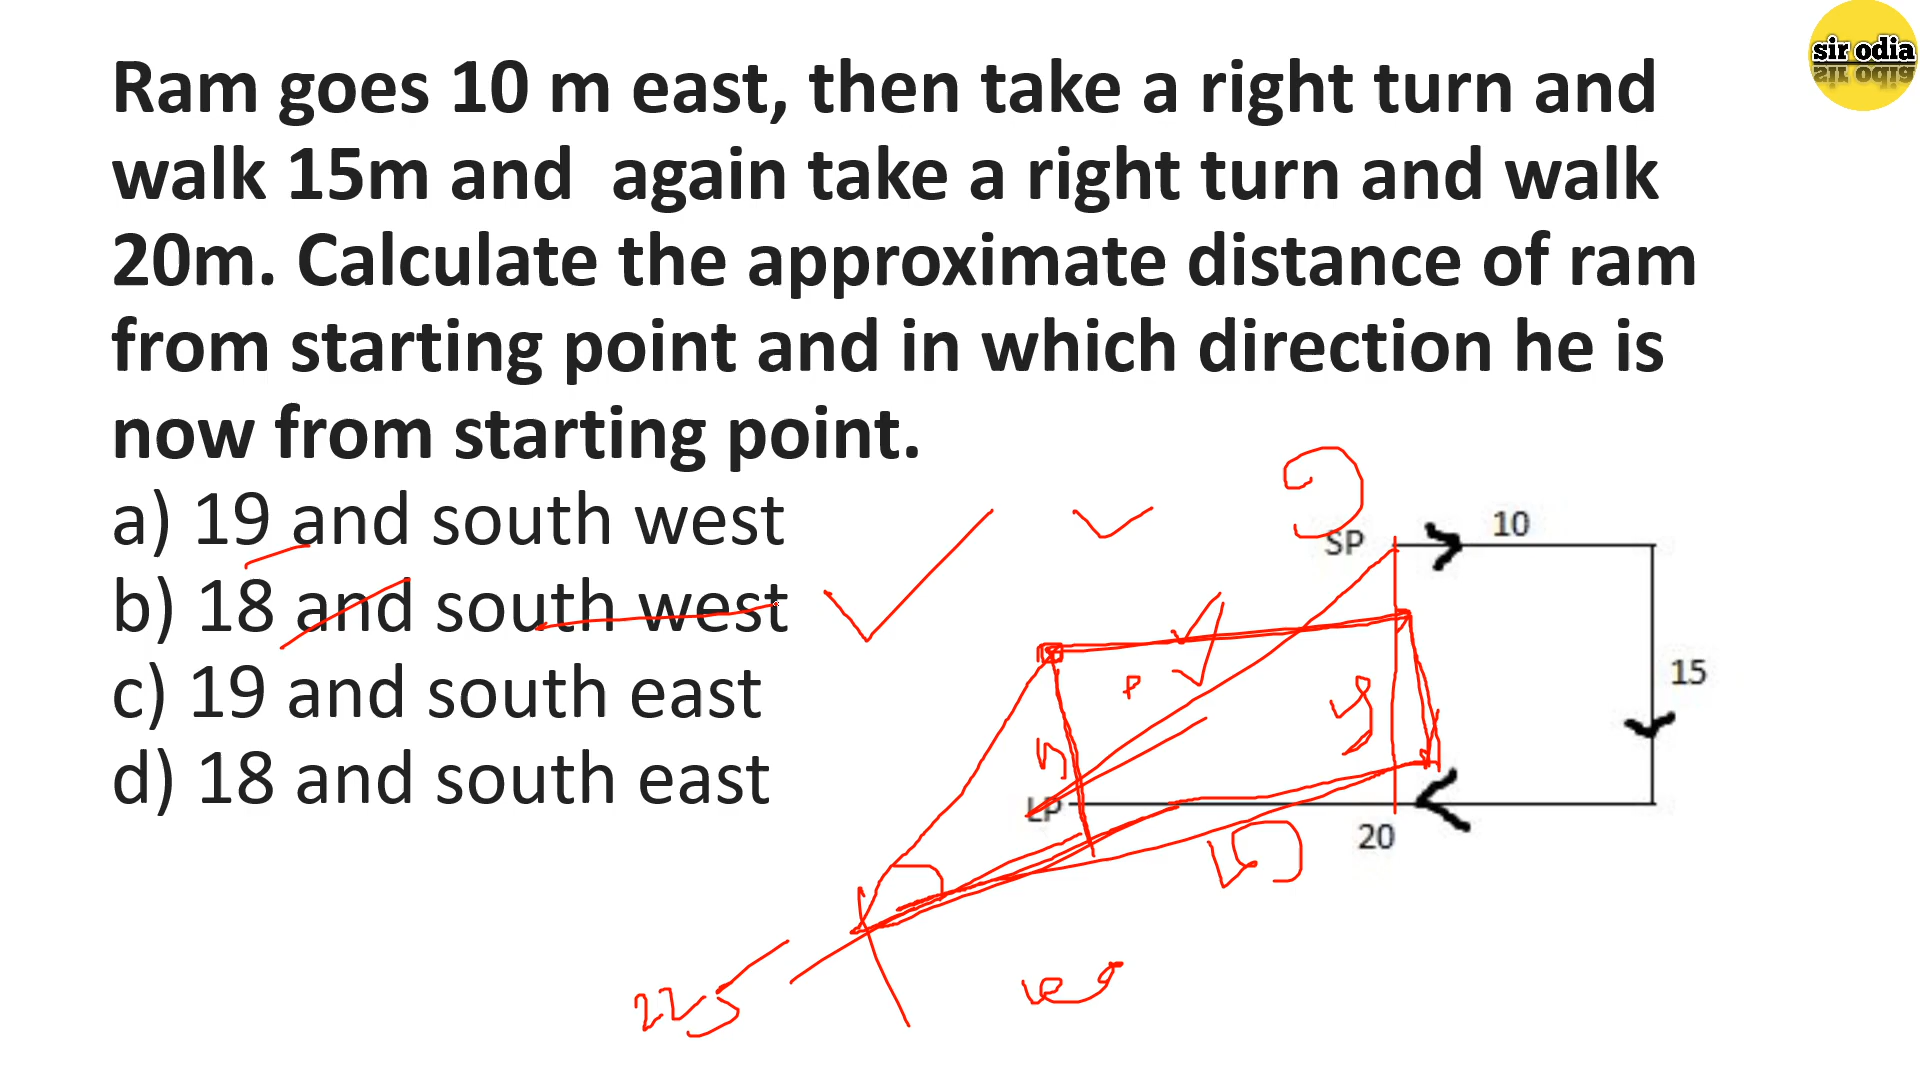 sir odia
Ram goes 10 m east, then take a right turn and
walk 15m and again take a right turn and walk
20m. Calculate the approximate distance of ram
from starting point and in which direction he is
now from starting point.
a) 19 and south west
b) 18 and south west
c) 19 and south east
d) 18 and south east
SP
10
15
LP
20
225